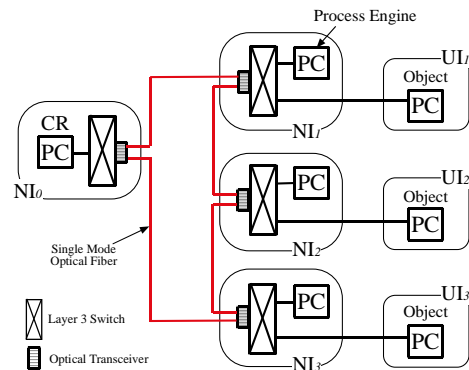 Process Engine
PC
UI1
Object
PC
NI1
CR
PC
NI0
PC
UI2
Object
PC
NI2
Single Mode
Optical Fiber
PC
UI3
Object
PC
NI3
Layer 3 Switch
Optical Transceiver